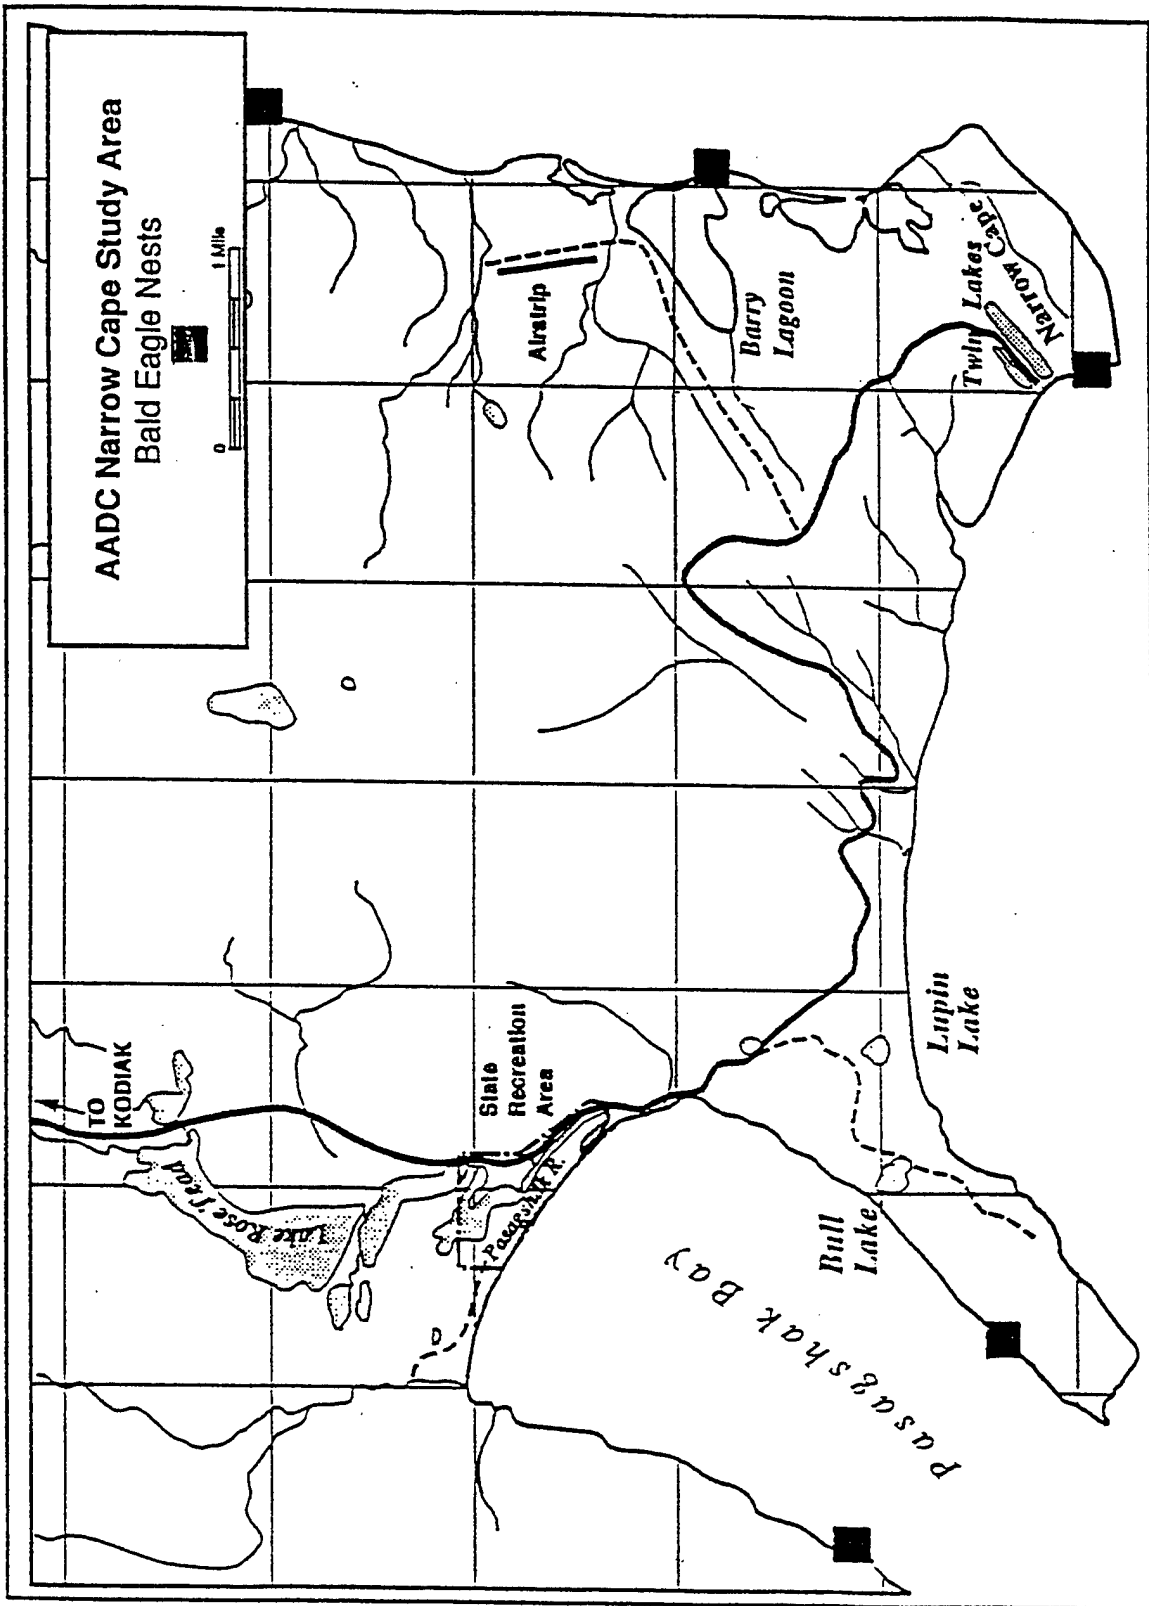 AADC Narrow Cape Study Area
Bald Eagle Nests
0
1 Mile
TO
KODIAK
Lake Rose Tead
State
Recreation
Area
Pasagshak R.
Airstrip
Barry
Lagoon
Twin Lakes
Narrow Cape
Lupin
Lake
Bull
Lake
Pasagshak Bay